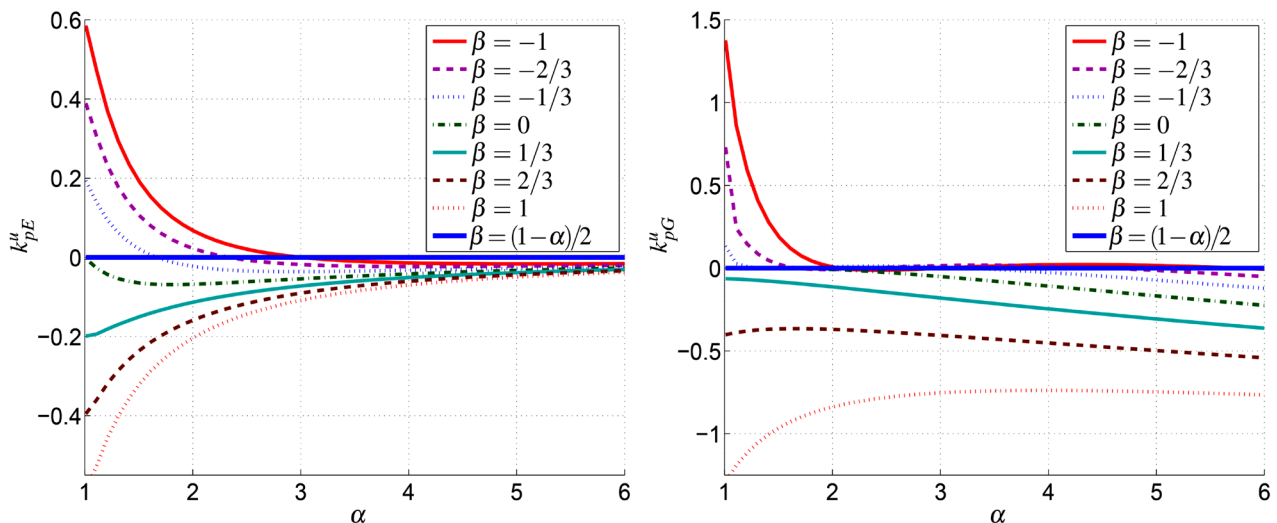 0.6
0.4
0.2
0
−0.2
−0.4
k^u_pE
1 2 3 4 5 6
α
β = −1
β = −2/3
β = −1/3
β = 0
β = 1/3
β = 2/3
β = 1
β = (1−α)/2
1.5
1
0.5
0
−0.5
−1
k^u_pG
1 2 3 4 5 6
α
β = −1
β = −2/3
β = −1/3
β = 0
β = 1/3
β = 2/3
β = 1
β = (1−α)/2